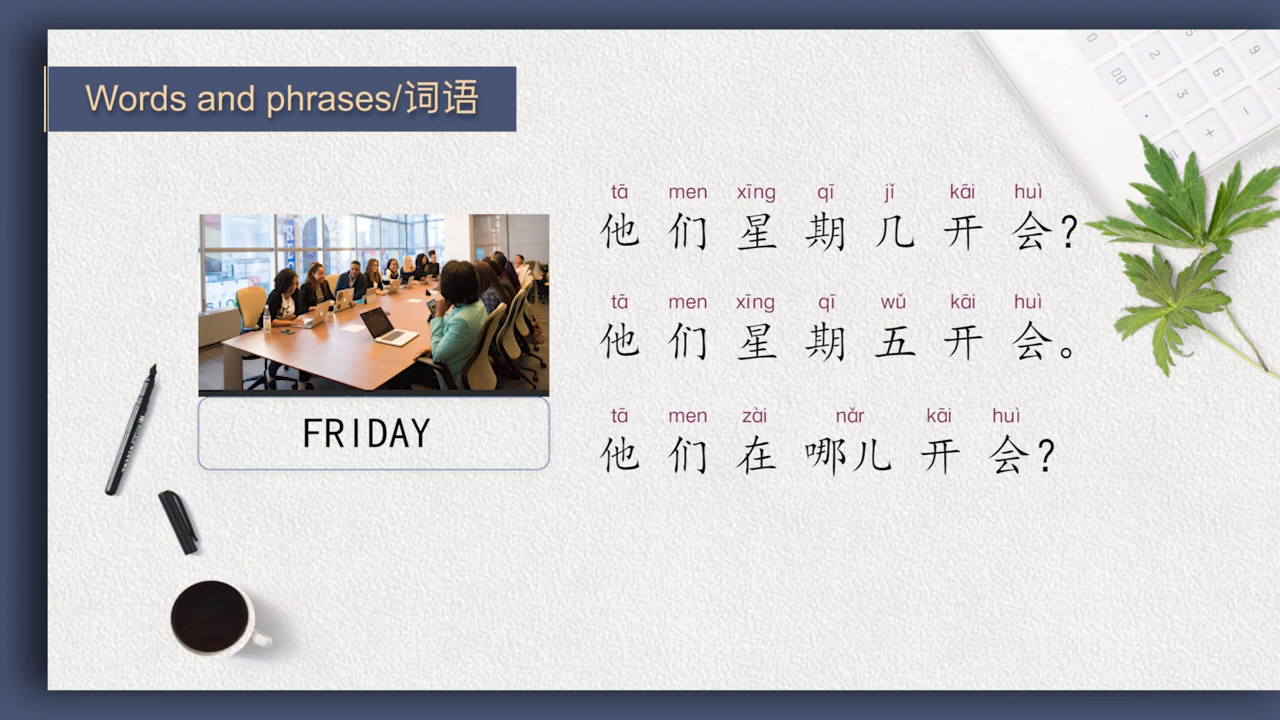 Words and phrases/词语
tā men xīng qī jǐ kāi huì
他们星期几开会？
tā men xīng qī wǔ kāi huì
他们星期五开会。
FRIDAY
tā men zài nǎr kāi huì
他们在哪儿开会？